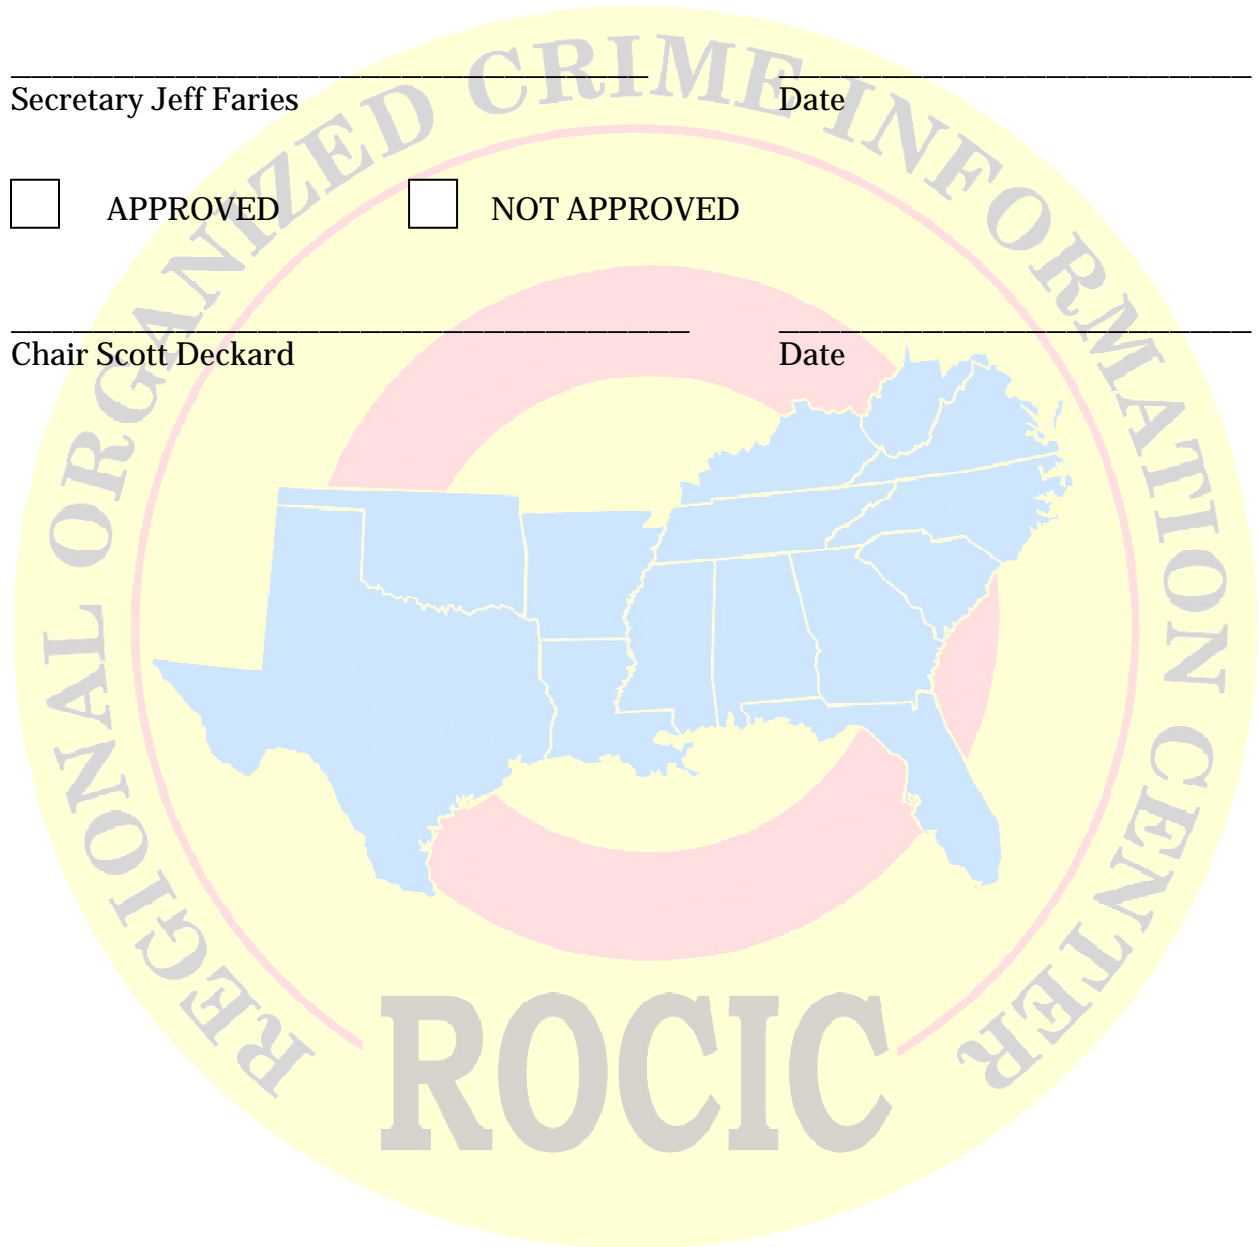 Secretary Jeff Faries Date
APPROVED NOT APPROVED
Chair Scott Deckard Date
REGIONAL ORGANIZED CRIME INFORMATION CENTER
ROCIC